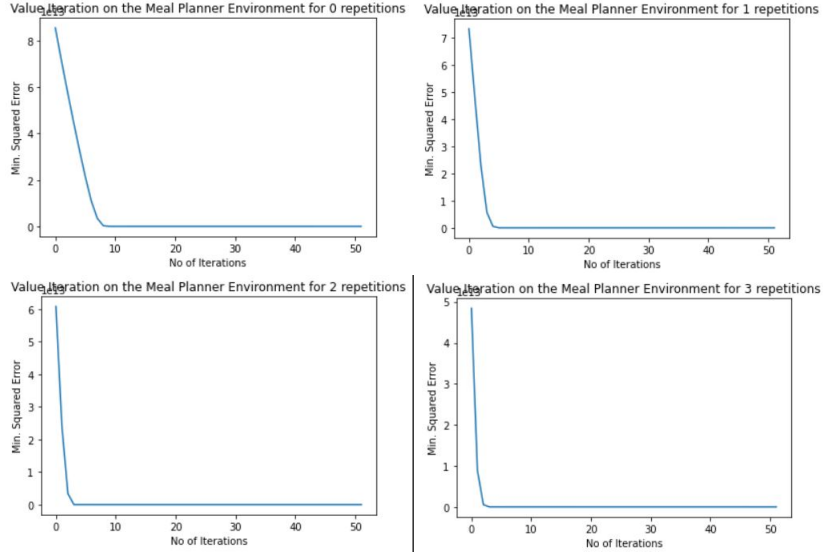 Value Iteration on the Meal Planner Environment for 0 repetitions
1e13
8
6
4
2
0
Min. Squared Error
0 10 20 30 40 50
No of Iterations
Value Iteration on the Meal Planner Environment for 1 repetitions
1e13
7
6
5
4
3
2
1
0
Min. Squared Error
0 10 20 30 40 50
No of Iterations
Value Iteration on the Meal Planner Environment for 2 repetitions
1e13
6
5
4
3
2
1
0
Min. Squared Error
0 10 20 30 40 50
No of Iterations
Value Iteration on the Meal Planner Environment for 3 repetitions
1e13
5
4
3
2
1
0
Min. Squared Error
0 10 20 30 40 50
No of Iterations